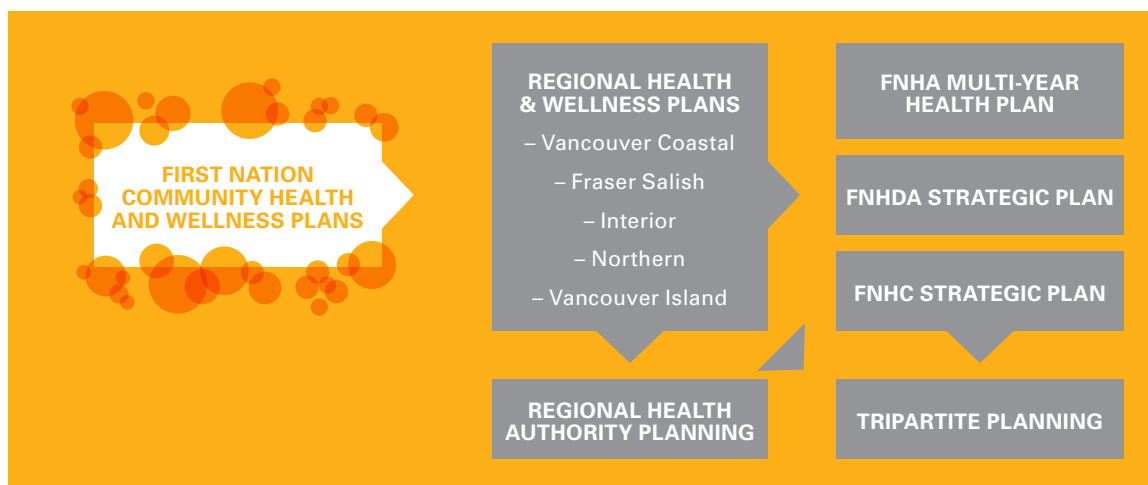 FIRST NATION
COMMUNITY HEALTH
AND WELLNESS PLANS
REGIONAL HEALTH
& WELLNESS PLANS
– Vancouver Coastal
– Fraser Salish
– Interior
– Northern
– Vancouver Island
REGIONAL HEALTH
AUTHORITY PLANNING
FNHA MULTI-YEAR
HEALTH PLAN
FNHDA STRATEGIC PLAN
FNHC STRATEGIC PLAN
TRIPARTITE PLANNING